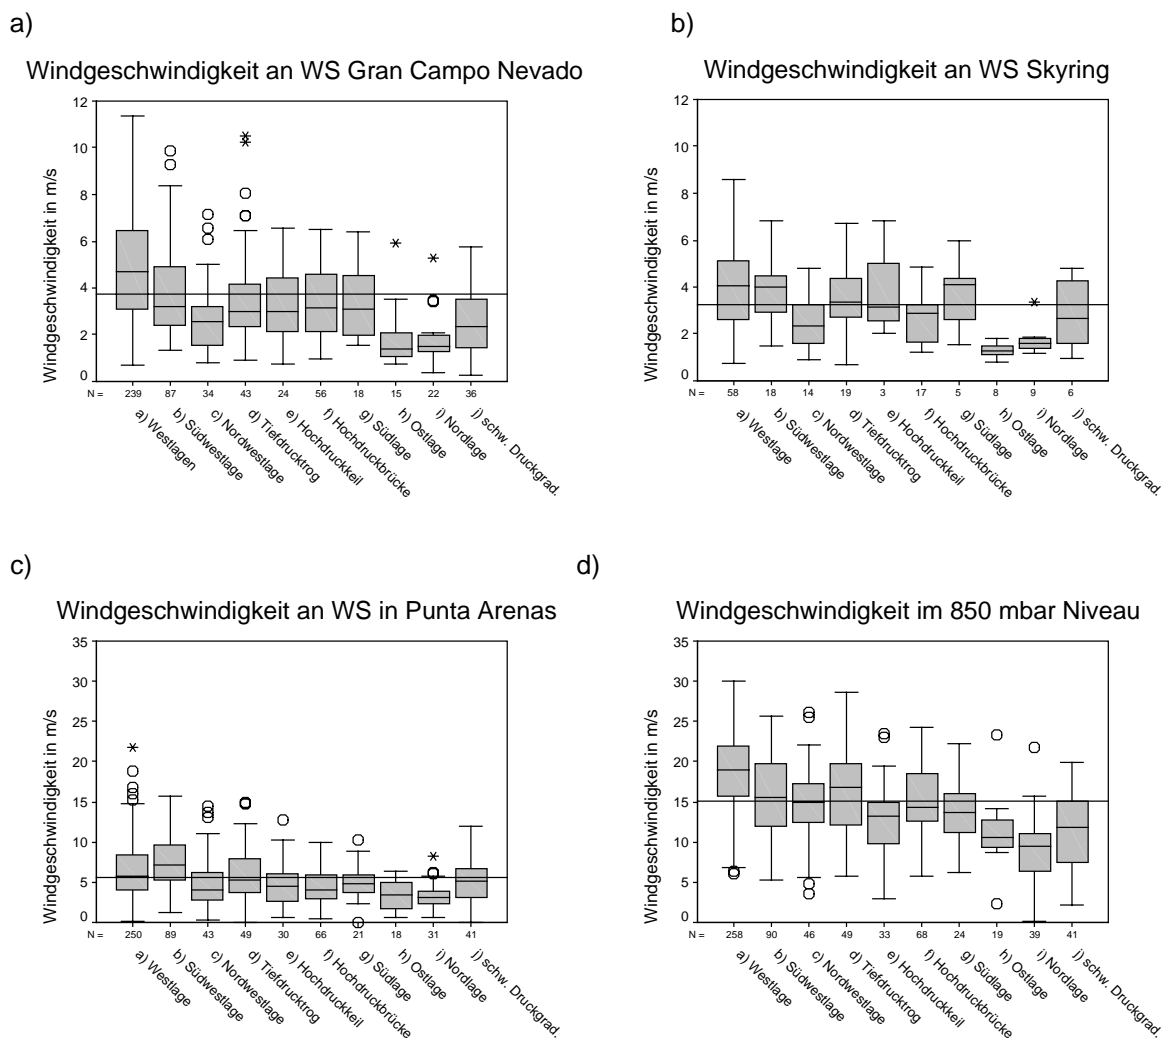 a)
Windgeschwindigkeit an WS Gran Campo Nevado
Windgeschwindigkeit in m/s
12
10
8
6
4
2
0
N = 239 87 34 43 24 56 18 15 22 36
a) Westlagen
b) Südwestlage
c) Nordwestlage
d) Tiefdrucktrog
e) Hochdruckkeil
f) Hochdruckbrücke
g) Südlage
h) Ostlage
i) Nordlage
j) schw. Druckgrad.
b)
Windgeschwindigkeit an WS Skyring
Windgeschwindigkeit in m/s
12
10
8
6
4
2
0
N = 58 18 14 19 3 17 5 8 9 6
a) Westlage
b) Südwestlage
c) Nordwestlage
d) Tiefdrucktrog
e) Hochdruckkeil
f) Hochdruckbrücke
g) Südlage
h) Ostlage
i) Nordlage
j) schw. Druckgrad.
c)
Windgeschwindigkeit an WS in Punta Arenas
Windgeschwindigkeit in m/s
35
30
25
20
15
10
5
0
N = 250 89 43 49 30 66 21 18 31 41
a) Westlage
b) Südwestlage
c) Nordwestlage
d) Tiefdrucktrog
e) Hochdruckkeil
f) Hochdruckbrücke
g) Südlage
h) Ostlage
i) Nordlage
j) schw. Druckgrad.
d)
Windgeschwindigkeit im 850 mbar Niveau
Windgeschwindigkeit in m/s
35
30
25
20
15
10
5
0
N = 258 90 46 49 33 68 24 19 39 41
a) Westlage
b) Südwestlage
c) Nordwestlage
d) Tiefdrucktrog
e) Hochdruckkeil
f) Hochdruckbrücke
g) Südlage
h) Ostlage
i) Nordlage
j) schw. Druckgrad.